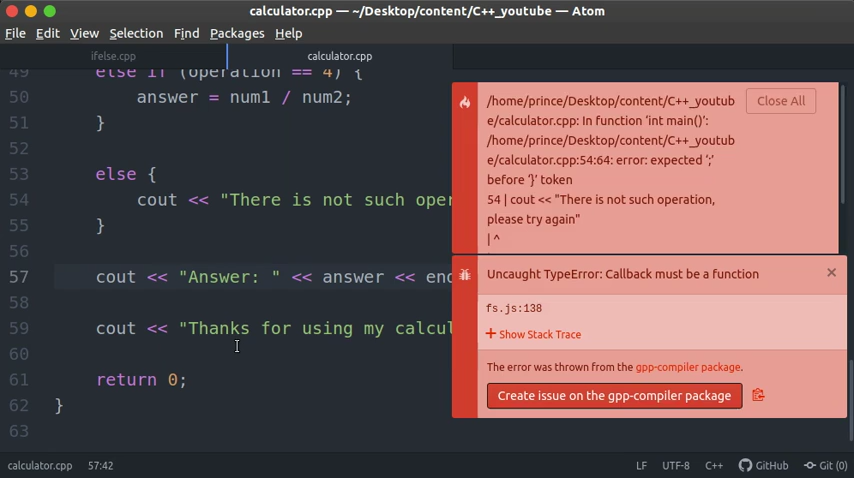 calculator.cpp — ~/Desktop/content/C++_youtube — Atom
File Edit View Selection Find Packages Help
ifelse.cpp calculator.cpp
49 else if (operation == 4) {
50 answer = num1 / num2;
51 }
52
53 else {
54 cout << "There is not such oper
55 }
56
57 cout << "Answer: " << answer << en
58
59 cout << "Thanks for using my calcul
60
61 return 0;
62 }
63
/home/prince/Desktop/content/C++_youtub
e/calculator.cpp: In function ‘int main()’:
/home/prince/Desktop/content/C++_youtub
e/calculator.cpp:54:64: error: expected ‘;’
before ‘}’ token
54 | cout << "There is not such operation,
please try again"
| ^
Close All
Uncaught TypeError: Callback must be a function
fs.js:138
Show Stack Trace
The error was thrown from the gpp-compiler package.
Create issue on the gpp-compiler package
calculator.cpp 57:42 LF UTF-8 C++ GitHub Git (0)